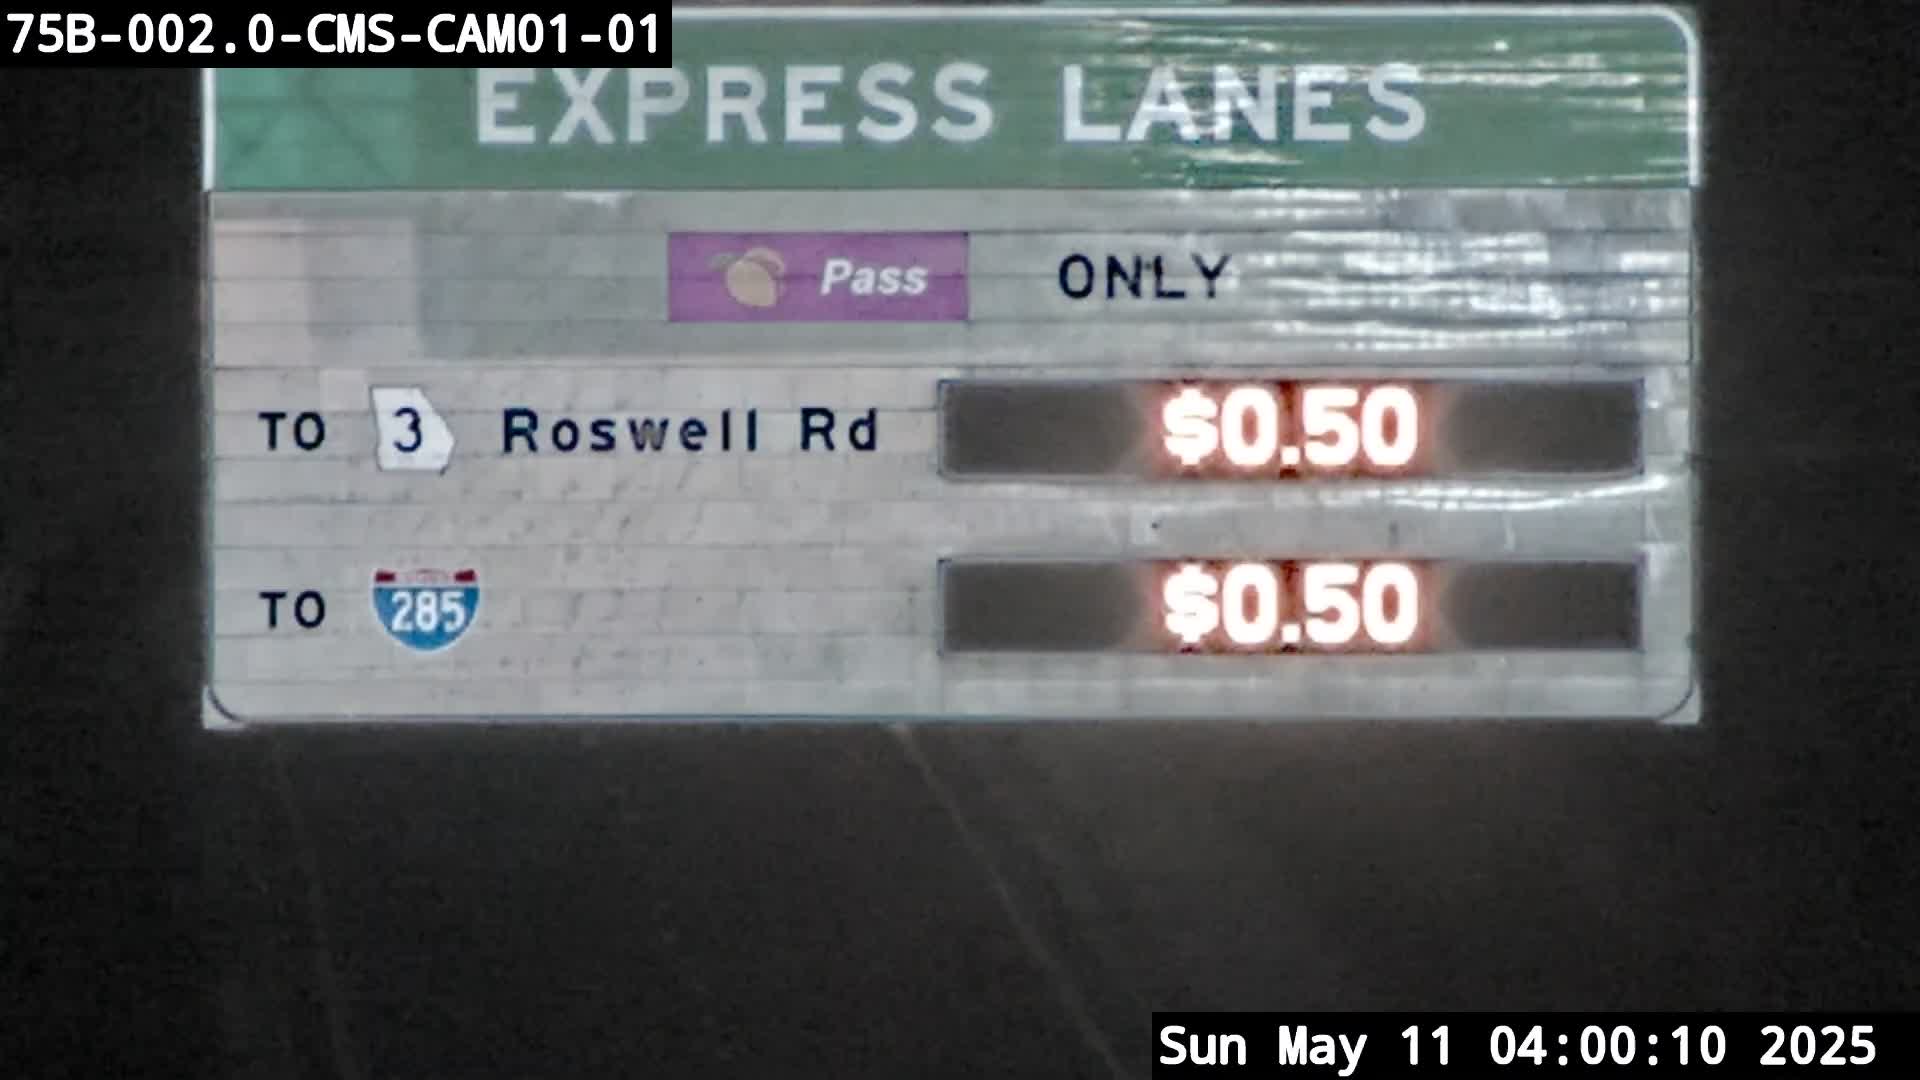 75B-002.0-CMS-CAM01-01
EXPRESS LANES
Pass ONLY
TO 3 Roswell Rd $0.50
TO 285 $0.50
Sun May 11 04:00:10 2025